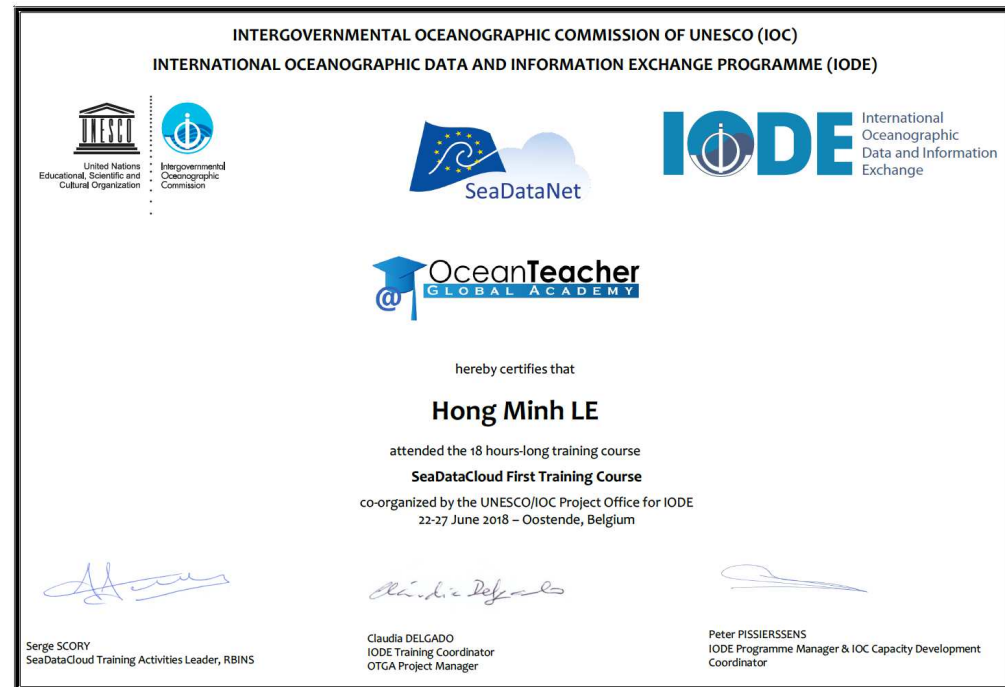 INTERGOVERNMENTAL OCEANOGRAPHIC COMMISSION OF UNESCO (IOC)
INTERNATIONAL OCEANOGRAPHIC DATA AND INFORMATION EXCHANGE PROGRAMME (IODE)
UNESCO
United Nations
Educational, Scientific and
Cultural Organization
Intergovernmental
Oceanographic
Commission
SeaDataNet
IODE
International
Oceanographic
Data and Information
Exchange
@
OceanTeacher
GLOBAL ACADEMY
hereby certifies that
Hong Minh LE
attended the 18 hours-long training course
SeaDataCloud First Training Course
co-organized by the UNESCO/IOC Project Office for IODE
22-27 June 2018 – Oostende, Belgium
Claudia Delgado
Serge SCORY
SeaDataCloud Training Activities Leader, RBINS
Claudia DELGADO
IODE Training Coordinator
OTGA Project Manager
Peter PISSIERSSENS
IODE Programme Manager & IOC Capacity Development
Coordinator